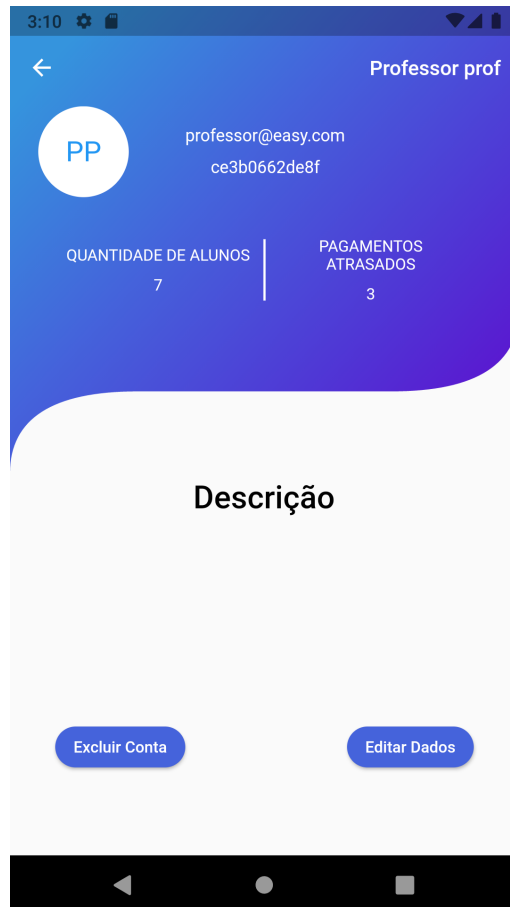 3:10
Professor prof
PP
professor@easy.com
ce3b0662de8f
QUANTIDADE DE ALUNOS
7
PAGAMENTOS
ATRASADOS
3
Descrição
Excluir Conta
Editar Dados